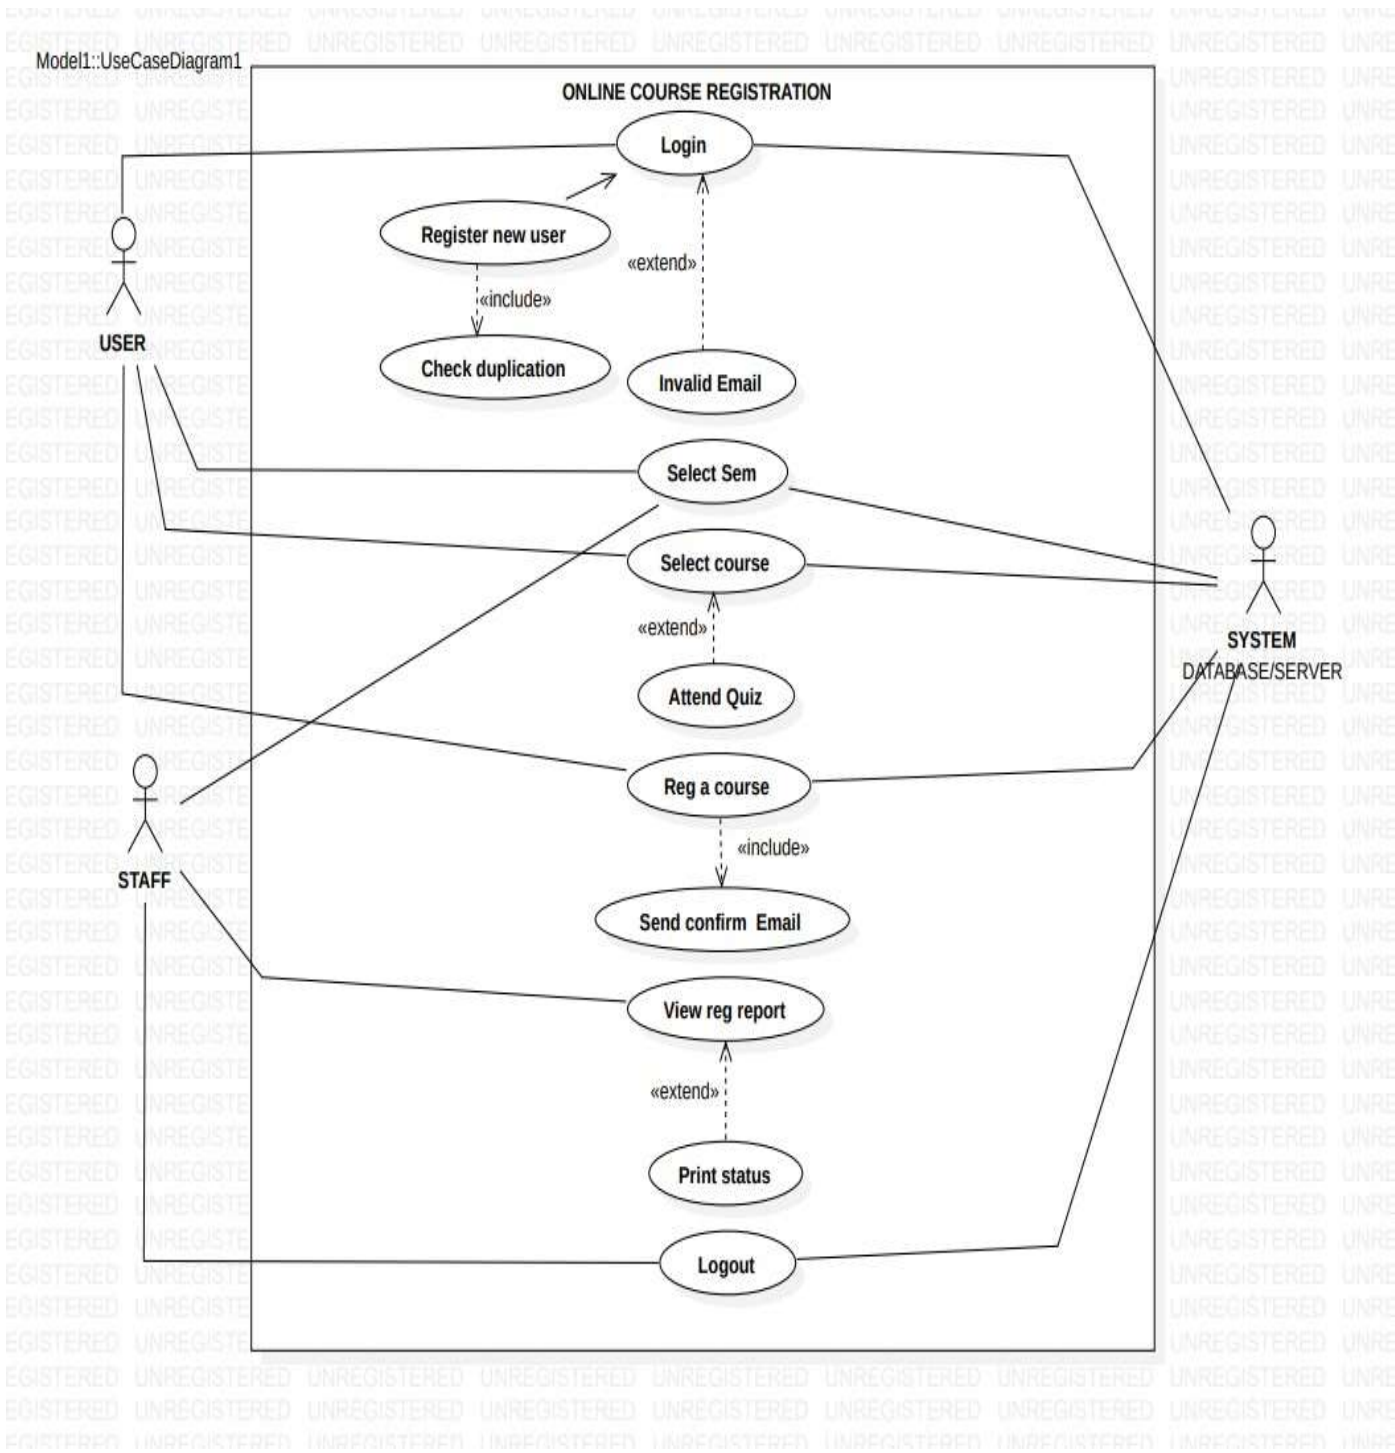 Model1::UseCaseDiagram1
ONLINE COURSE REGISTRATION
Login
Register new user
«extend»
«include»
USER
Check duplication
Invalid Email
Select Sem
Select course
«extend»
SYSTEM
DATABASE/SERVER
Attend Quiz
Reg a course
«include»
STAFF
Send confirm  Email
View reg report
«extend»
Print status
Logout
UNREGISTERED